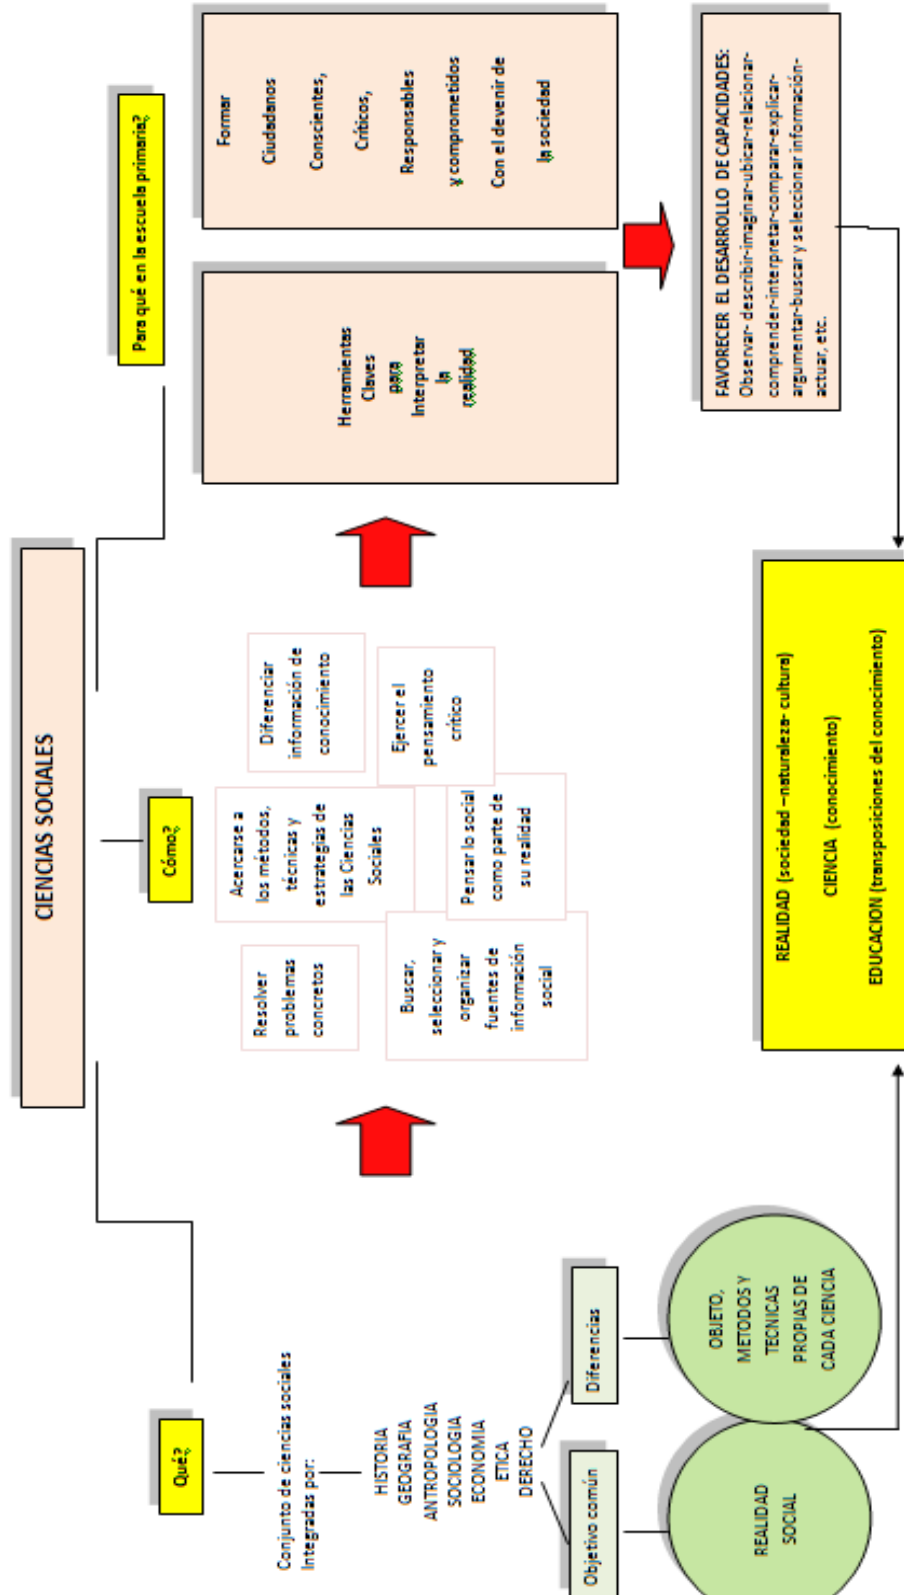 CIENCIAS SOCIALES
Qué?
Conjunto de ciencias sociales
Integradas por:
HISTORIA
GEOGRAFIA
ANTROPOLOGIA
SOCIOLOGIA
ECONOMIA
ETICA
DERECHO
Objetivo común
Diferencias
REALIDAD
SOCIAL
OBJETO,
METODOS Y
TECNICAS
PROPIAS DE
CADA CIENCIA
Cómo?
Resolver
problemas
concretos
Acercarse a
los métodos,
técnicas y
estrategias de
las Ciencias
Sociales
Diferenciar
información de
conocimiento
Buscar,
seleccionar y
organizar
fuentes de
información
social
Pensar lo social
como parte de
su realidad
Ejercer el
pensamiento
crítico
Para qué en la escuela primaria?
Herramientas
Claves
para
Interpretar
la
realidad
Formar
Ciudadanos
Conscientes,
Críticos,
Responsables
y comprometidos
Con el devenir de
la sociedad
FAVORECER EL DESARROLLO DE CAPACIDADES:
Observar- describir-imaginar-ubicar-relacionar-
comprender-interpretar-comparar-explicar-
argumentar-buscar y seleccionar información-
actuar, etc.
REALIDAD (sociedad –naturaleza- cultura)
CIENCIA (conocimiento)
EDUCACION (transposiciones del conocimiento)